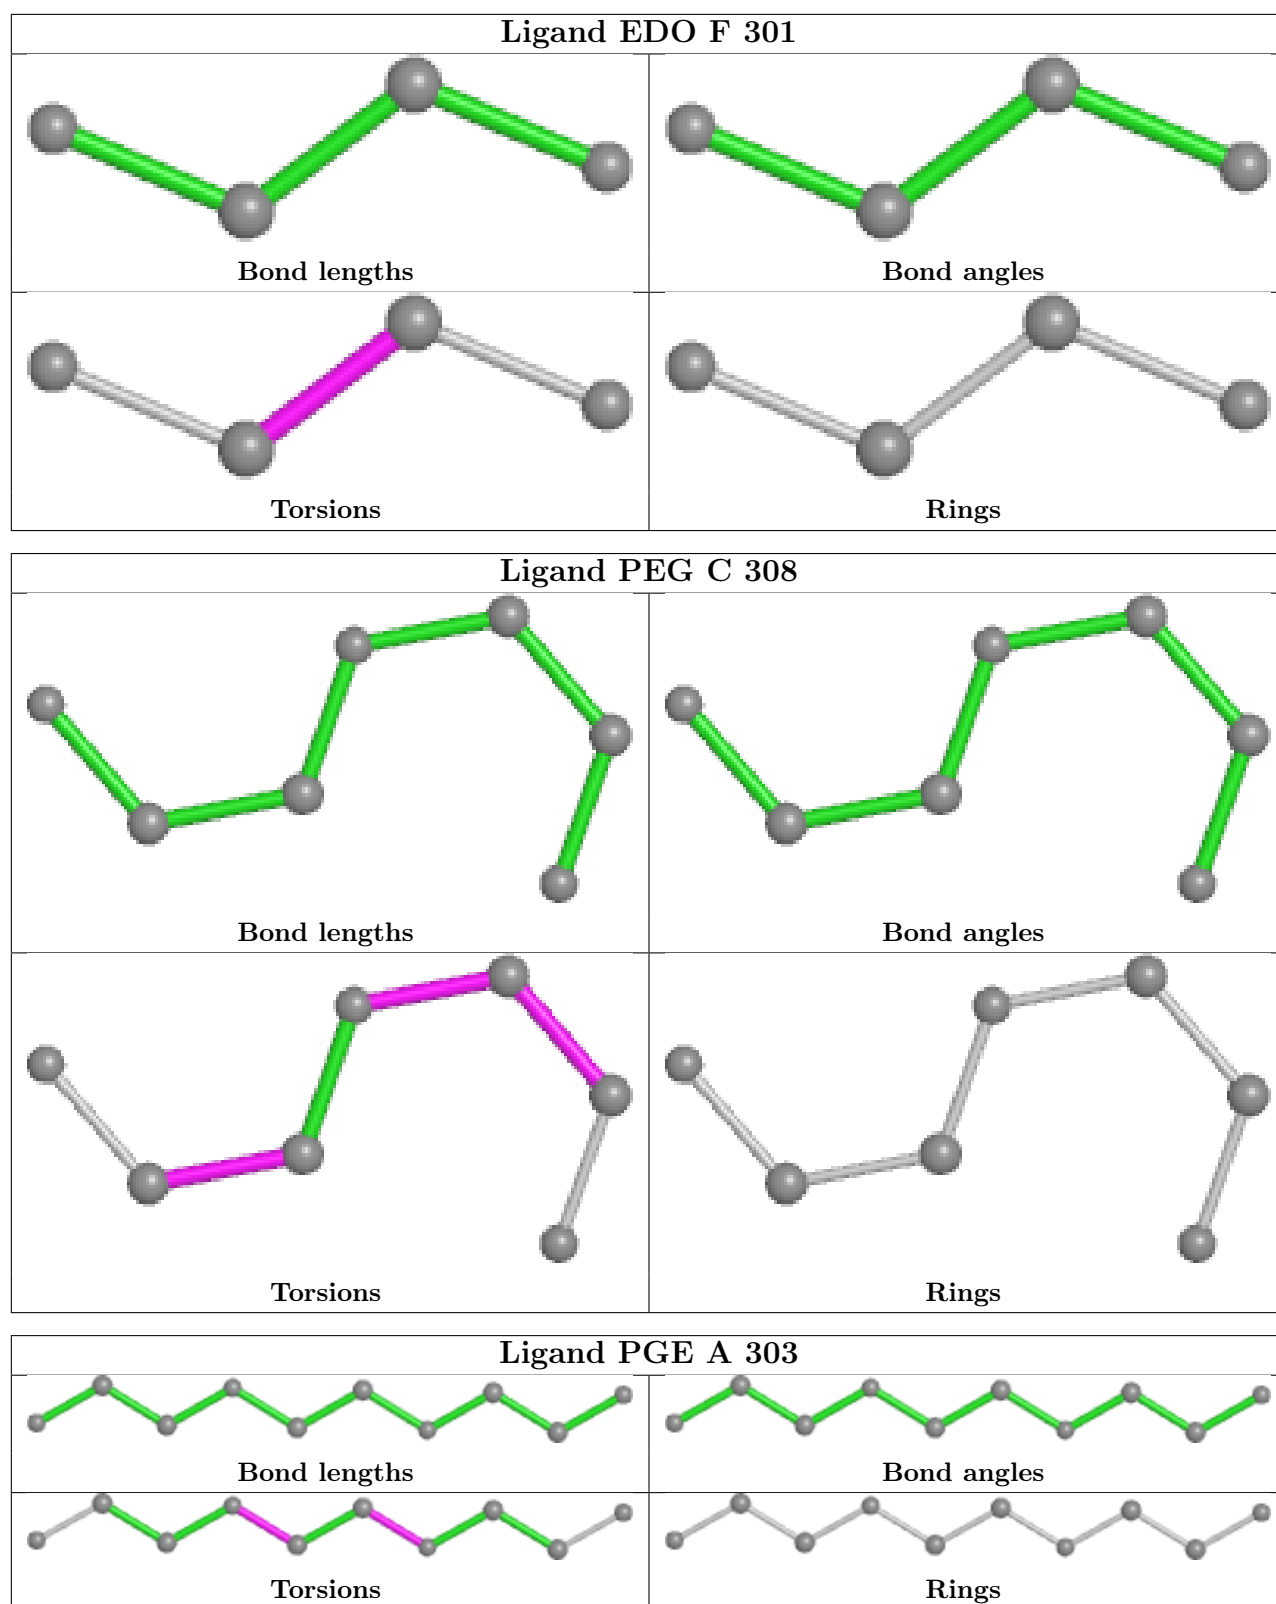 Ligand EDO F 301
Bond lengths
Bond angles
Torsions
Rings
Ligand PEG C 308
Bond lengths
Bond angles
Torsions
Rings
Ligand PGE A 303
Bond lengths
Bond angles
Torsions
Rings